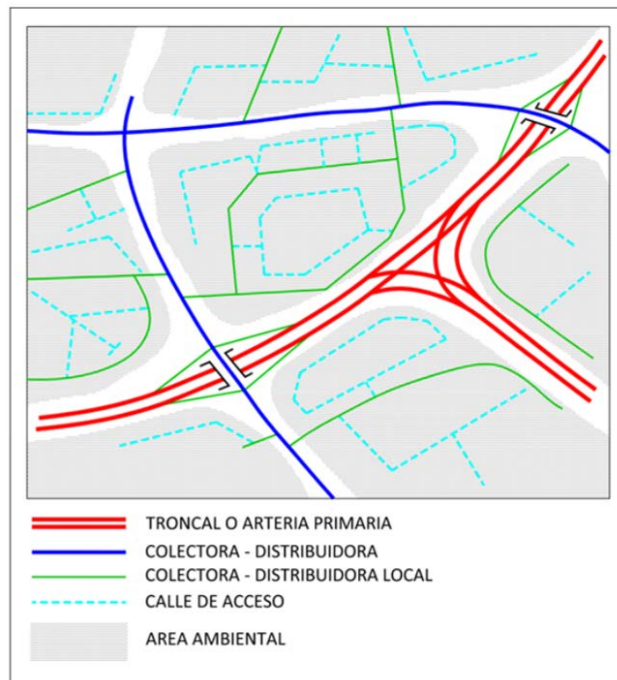 TRONCAL O ARTERIA PRIMARIA
COLECTORA - DISTRIBUIDORA
COLECTORA - DISTRIBUIDORA LOCAL
CALLE DE ACCESO
AREA AMBIENTAL